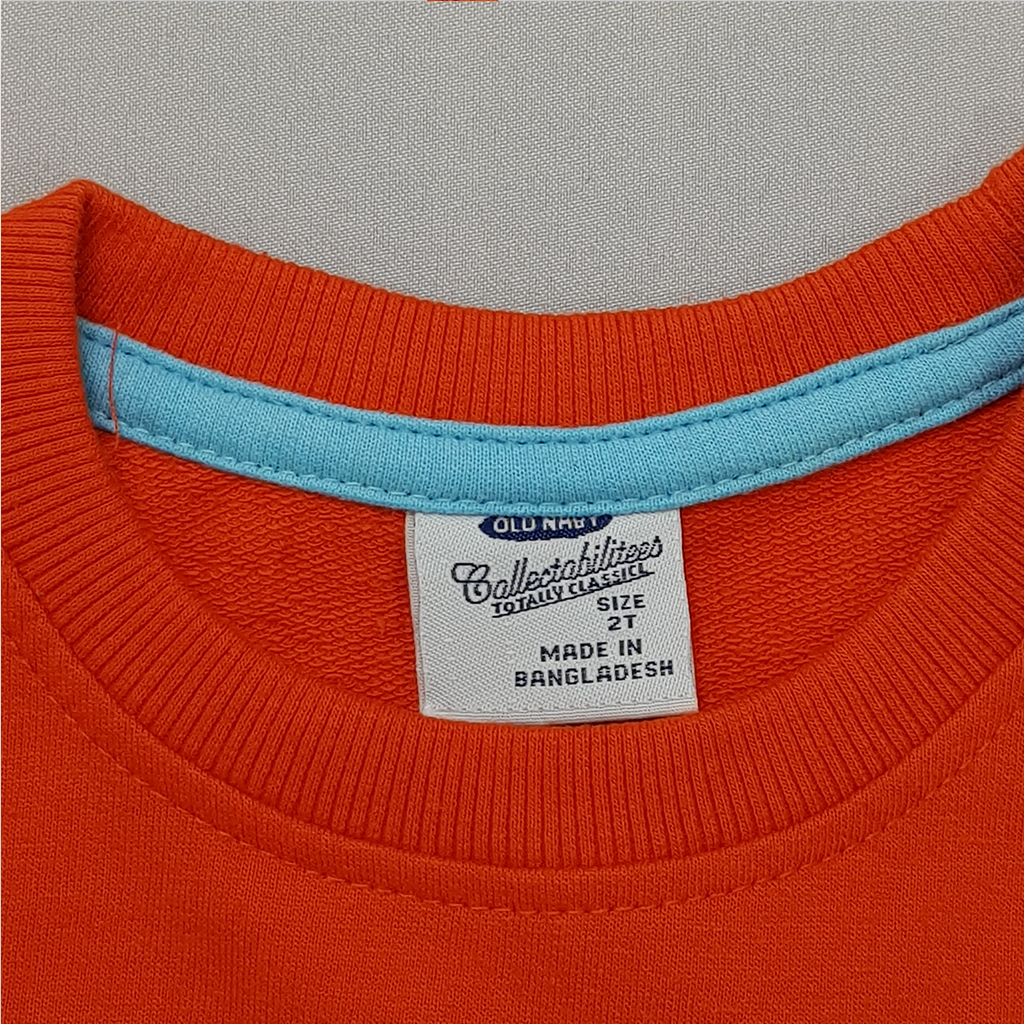 OLD NAVY
Collectabilitees
TOTALLY CLASSIC!
SIZE
2T
MADE IN
BANGLADESH